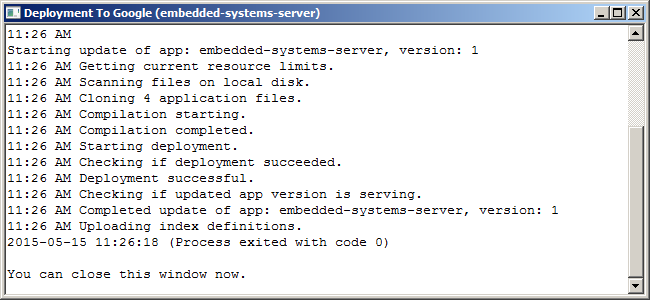 Deployment To Google (embedded-systems-server)
11:26 AM
Starting update of app: embedded-systems-server, version: 1
11:26 AM Getting current resource limits.
11:26 AM Scanning files on local disk.
11:26 AM Cloning 4 application files.
11:26 AM Compilation starting.
11:26 AM Compilation completed.
11:26 AM Starting deployment.
11:26 AM Checking if deployment succeeded.
11:26 AM Deployment successful.
11:26 AM Checking if updated app version is serving.
11:26 AM Completed update of app: embedded-systems-server, version: 1
11:26 AM Uploading index definitions.
2015-05-15 11:26:18 (Process exited with code 0)
You can close this window now.